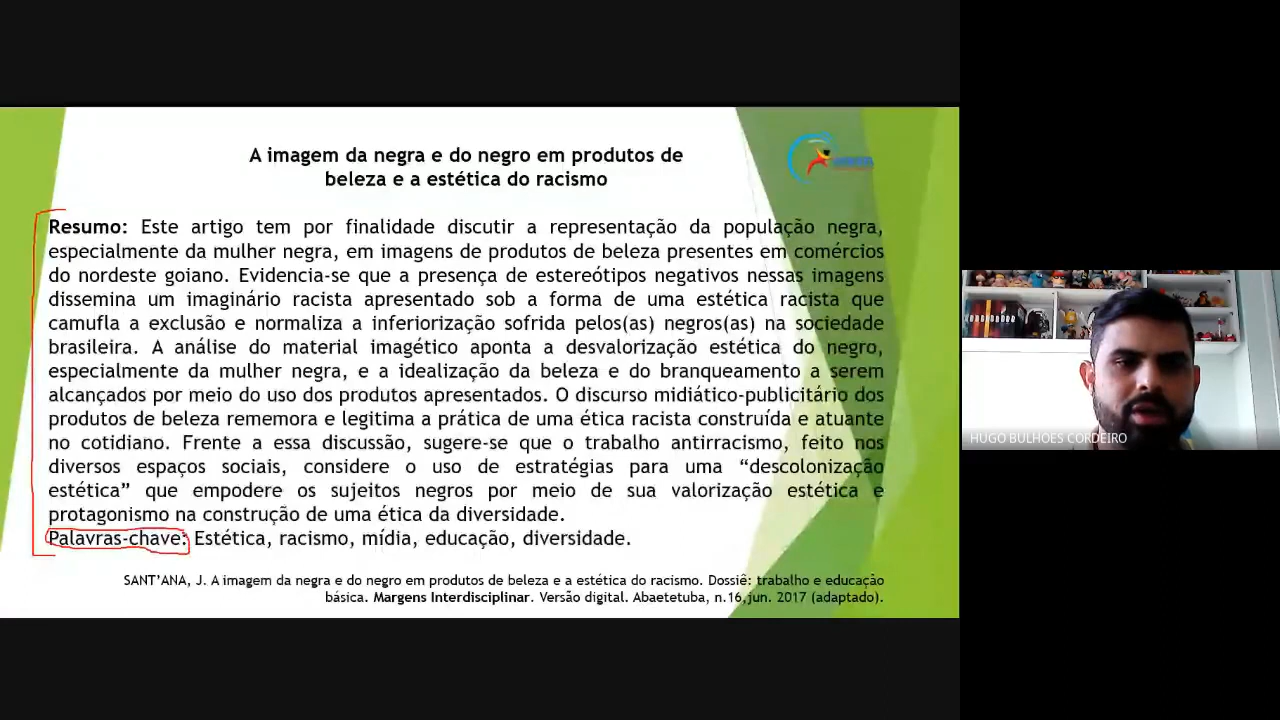 A imagem da negra e do negro em produtos de
beleza e a estética do racismo
Resumo: Este artigo tem por finalidade discutir a representação da população negra,
especialmente da mulher negra, em imagens de produtos de beleza presentes em comércios
do nordeste goiano. Evidencia-se que a presença de estereótipos negativos nessas imagens
dissemina um imaginário racista apresentado sob a forma de uma estética racista que
camufla a exclusão e normaliza a inferiorização sofrida pelos(as) negros(as) na sociedade
brasileira. A análise do material imagético aponta a desvalorização estética do negro,
especialmente da mulher negra, e a idealização da beleza e do branqueamento a serem
alcançados por meio do uso dos produtos apresentados. O discurso midiático-publicitário dos
produtos de beleza rememora e legitima a prática de uma ética racista construída e atuante
no cotidiano. Frente a essa discussão, sugere-se que o trabalho antirracismo, feito nos
diversos espaços sociais, considere o uso de estratégias para uma “descolonização
estética” que empodere os sujeitos negros por meio de sua valorização estética e
protagonismo na construção de uma ética da diversidade.
Palavras-chave: Estética, racismo, mídia, educação, diversidade.
SANT’ANA, J. A imagem da negra e do negro em produtos de beleza e a estética do racismo. Dossiê: trabalho e educação
básica. Margens Interdisciplinar. Versão digital. Abaetetuba, n.16,jun. 2017 (adaptado).
HUGO BULHOES CORDEIRO